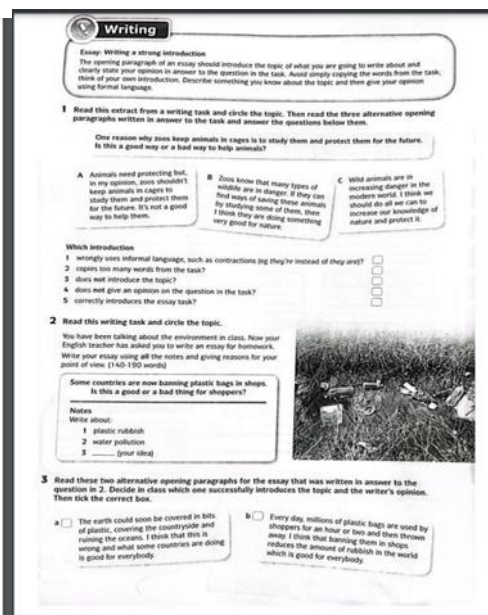 Writing
Essay: Writing a strong introduction
The opening paragraph of an essay should introduce the topic of what you are going to write about and
clearly state your opinion in answer to the question in the task. Avoid simply copying the words from the task;
think of your own introduction. Describe something you know about the topic and then give your opinion
using formal language.
1 Read this extract from a writing task and circle the topic. Then read the three alternative opening
paragraphs written in answer to the task and answer the questions below them.
One reason why zoos keep animals in cages is to study them and protect them for the future.
Is this a good way or a bad way to help animals?
A Animals need protecting but,
in my opinion, zoos shouldn't
keep animals in cages to
study them and protect them
for the future. It's not a good
way to help them.
B Zoos know that many types of
wildlife are in danger. If they can
find ways of saving these animals
by studying some of them, then
I think they are doing something
very good for nature.
C Wild animals are in
increasing danger in the
modern world. I think we
should do all we can to
increase our knowledge of
nature and protect it.
Which introduction
1 wrongly uses informal language, such as contractions (eg they're instead of they are)?
2 copies too many words from the task?
3 does not introduce the topic?
4 does not give an opinion on the question in the task?
5 correctly introduces the essay task?
2 Read this writing task and circle the topic.
You have been talking about the environment in class. Now your
English teacher has asked you to write an essay for homework.
Write your essay using all the notes and giving reasons for your
point of view. (140-190 words)
Some countries are now banning plastic bags in shops.
Is this a good or a bad thing for shoppers?
Notes
Write about:
1 plastic rubbish
2 water pollution
3 _____ (your idea)
3 Read these two alternative opening paragraphs for the essay that was written in answer to the
question in 2. Decide in class which one successfully introduces the topic and the writer's opinion.
Then tick the correct box.
a The earth could soon be covered in bits
of plastic, covering the countryside and
ruining the oceans. I think that this is
wrong and what some countries are doing
is good for everybody.
b Every day, millions of plastic bags are used by
shoppers for an hour or two and then thrown
away. I think that banning them in shops
reduces the amount of rubbish in the world
which is good for everybody.